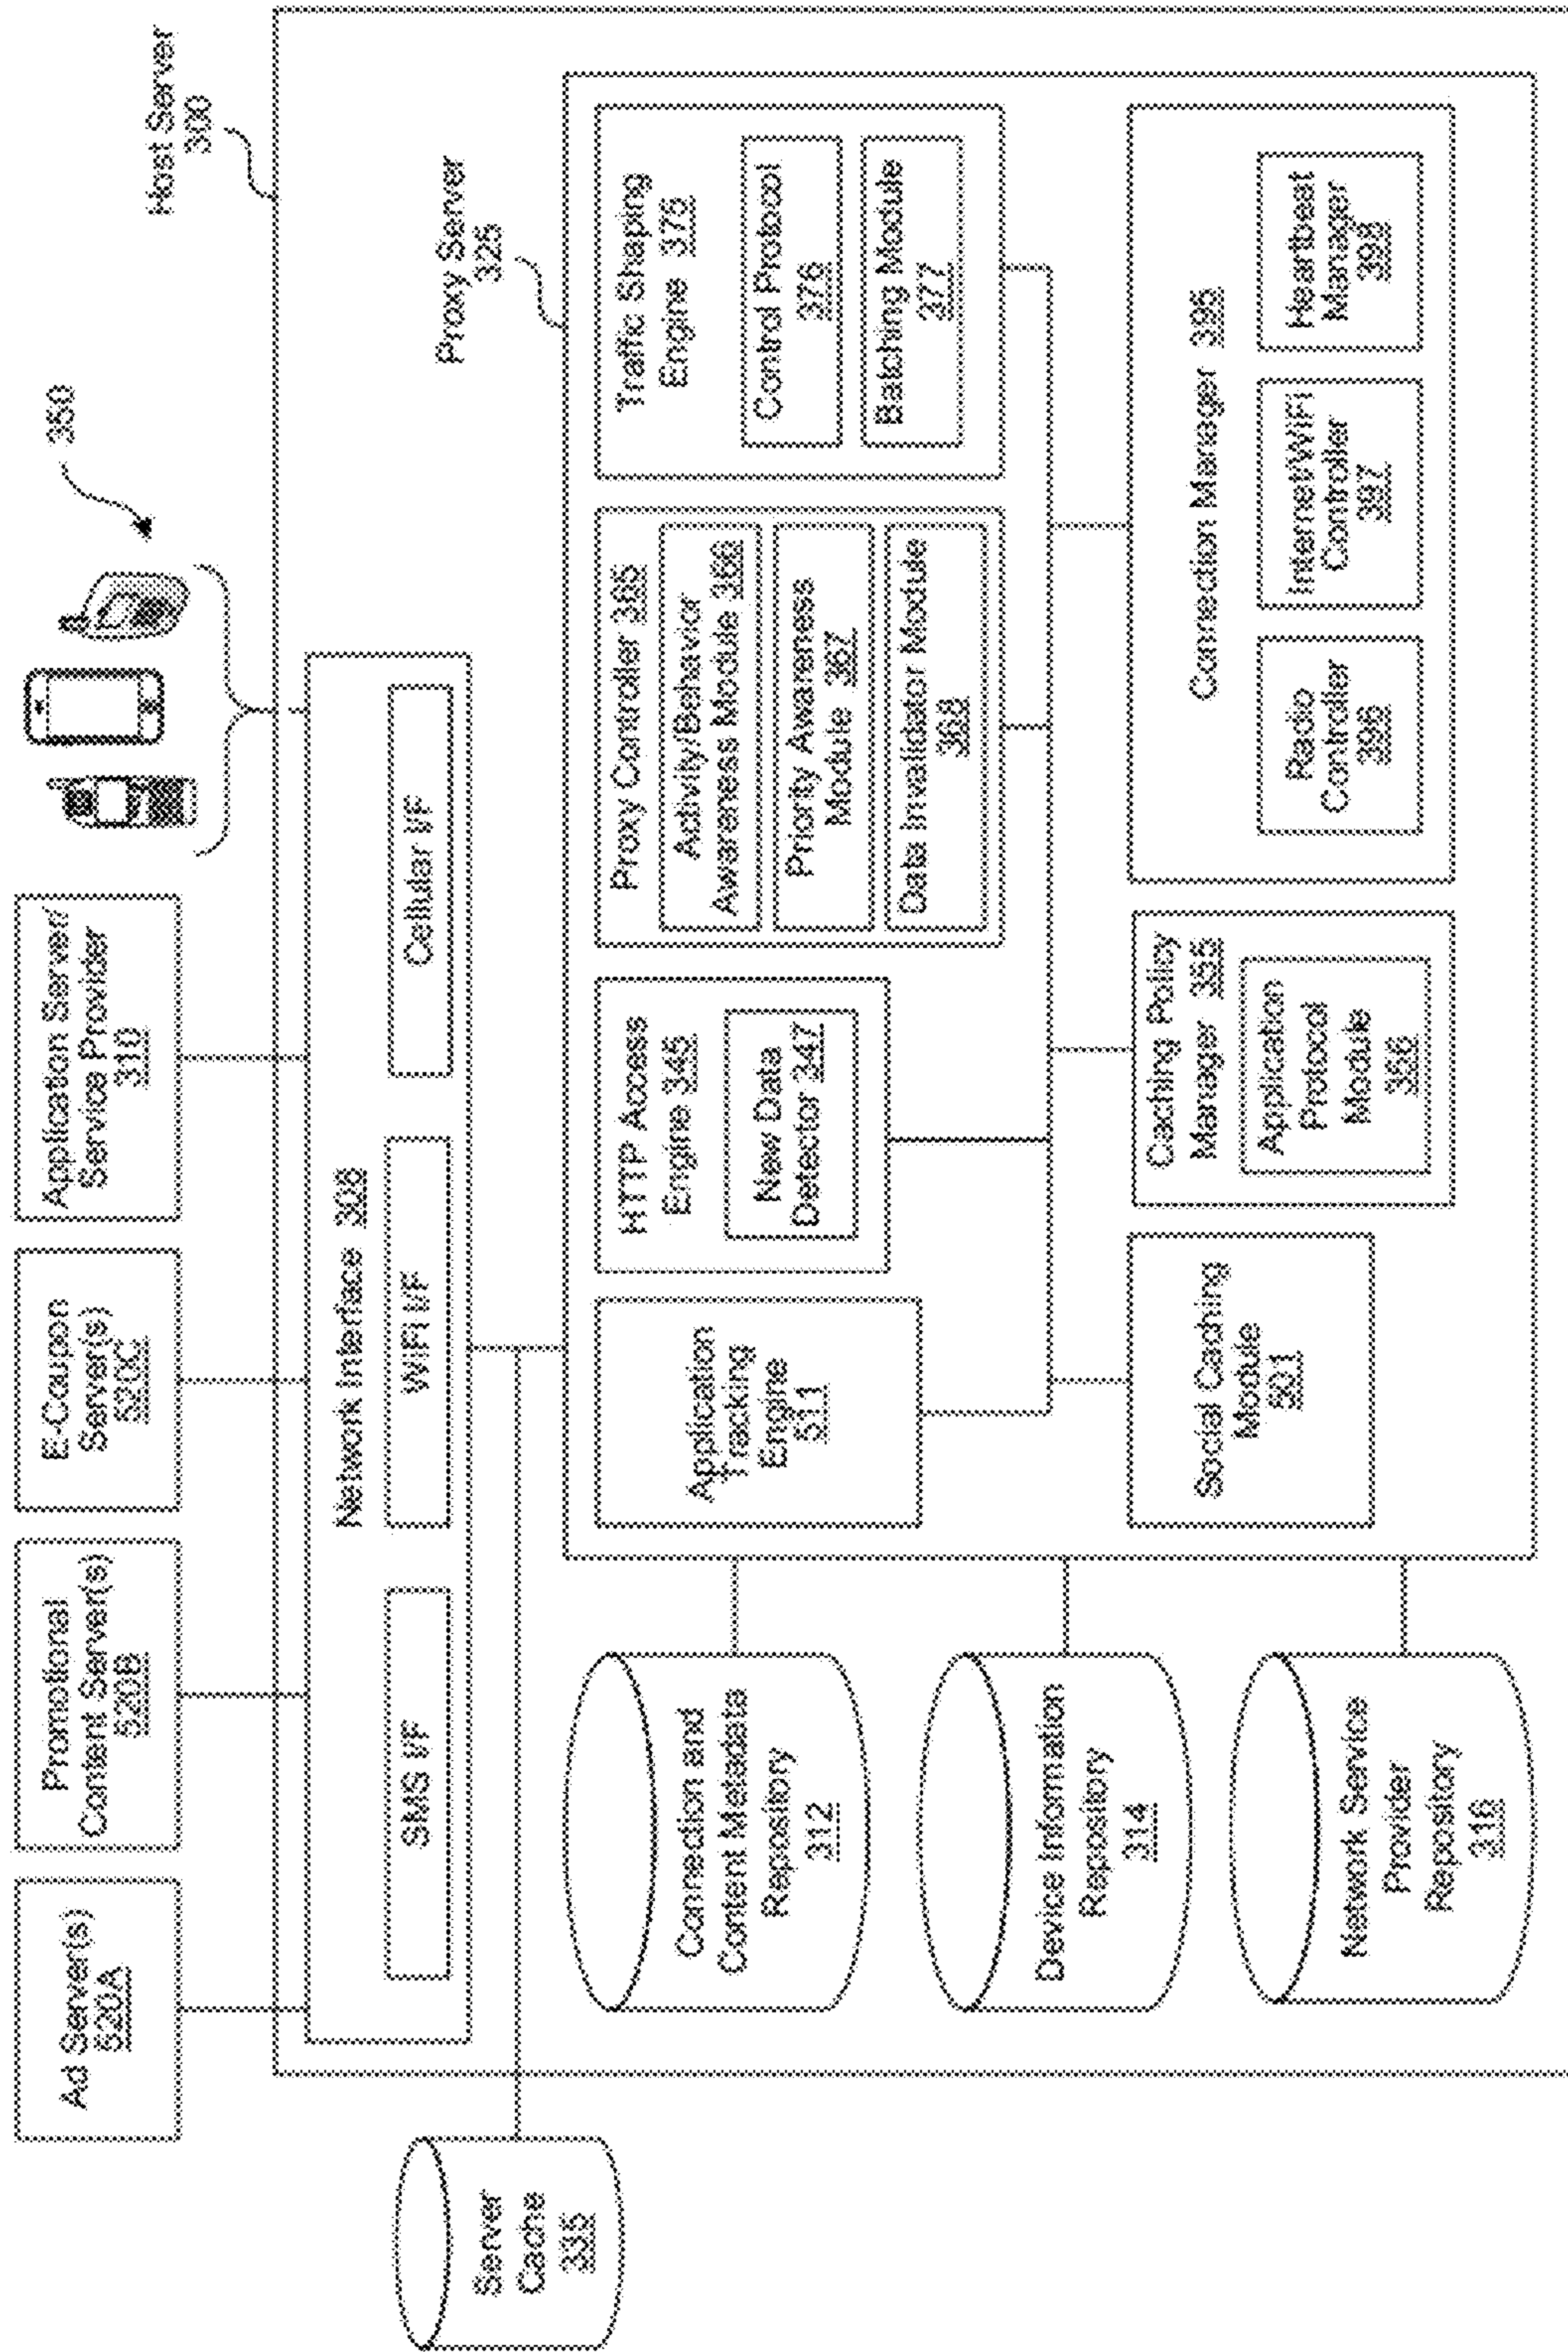 Ad Server(s)
520A
Promotional
Content Server(s)
520B
E-Coupon
Server(s)
520C
Application Server/
Service Provider
310
350
Host Server
300
Network Interface 308
SMS I/F
WiFi I/F
Cellular I/F
Server
Cache
335
Proxy Server
325
Connection and
Content Metadata
Repository
312
Device Information
Repository
314
Network Service
Provider
Repository
316
Application
Tracking
Engine
511
HTTP Access
Engine 345
New Data
Detector 347
Proxy Controller 365
Activity/Behavior
Awareness Module 366
Priority Awareness
Module 367
Data Invalidator Module
368
Traffic Shaping
Engine 375
Control Protocol
376
Batching Module
377
Social Caching
Module
901
Caching Policy
Manager 355
Application
Protocol
Module
356
Connection Manager 395
Radio
Controller
396
Internet/WiFi
Controller
397
Heartbeat
Manager
398